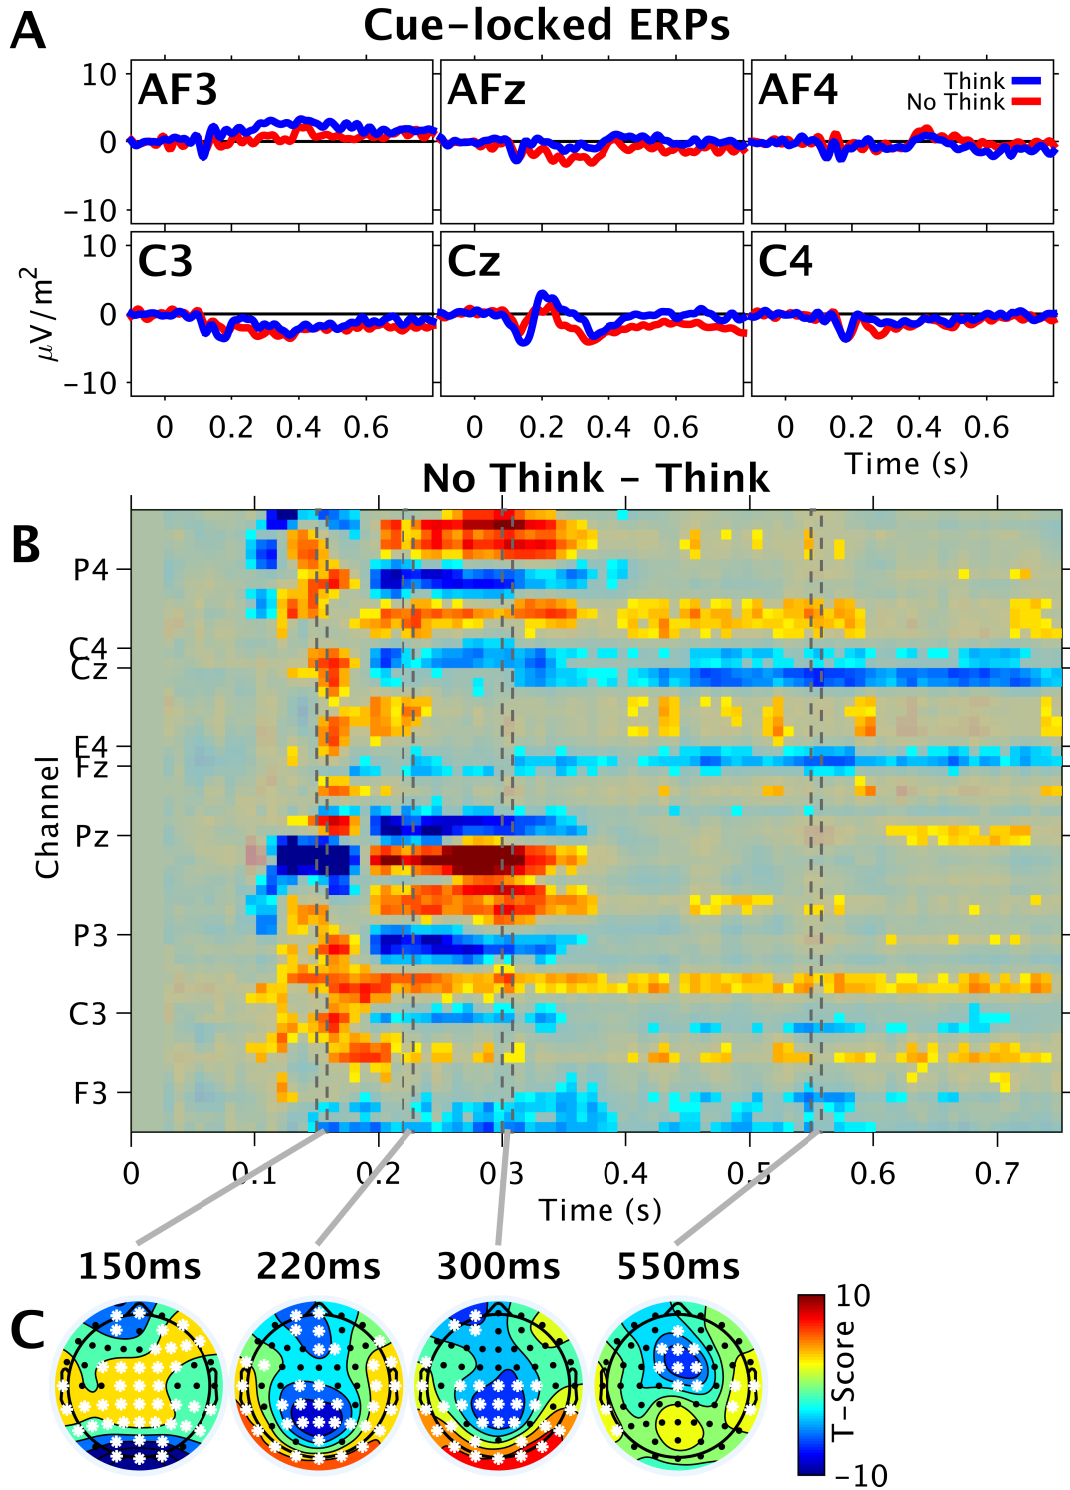 A
Cue-locked ERPs
AF3
AFz
AF4
Think
No Think
10
0
-10
C3
Cz
C4
10
0
-10
μV/m²
0 0.2 0.4 0.6
0 0.2 0.4 0.6
0 0.2 0.4 0.6
Time (s)
No Think - Think
B
P4
C4
Cz
F4
Fz
Pz
P3
C3
F3
Channel
0 0.1 0.2 0.3 0.4 0.5 0.6 0.7
Time (s)
150ms 220ms 300ms 550ms
C
10
T-Score
-10